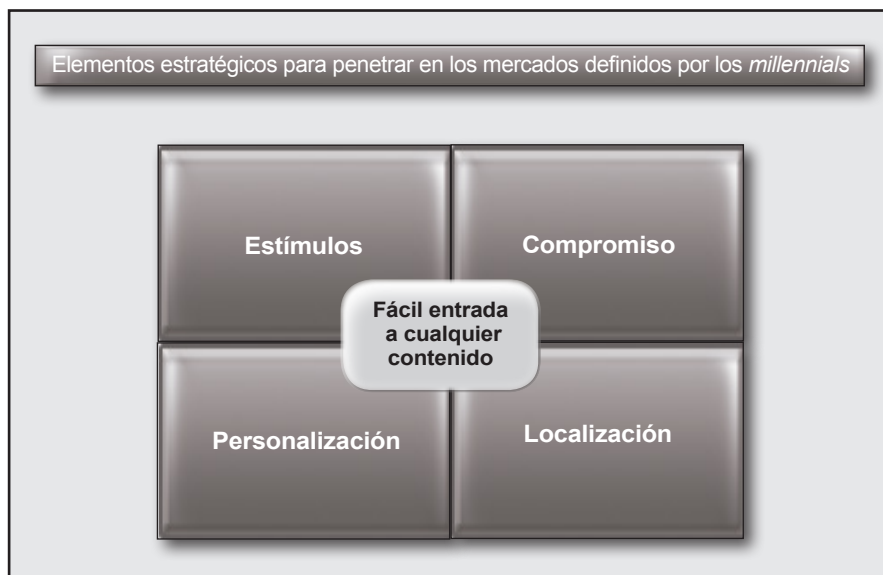 Elementos estratégicos para penetrar en los mercados definidos por los millennials
Estímulos
Compromiso
Fácil entrada
a cualquier
contenido
Personalización
Localización